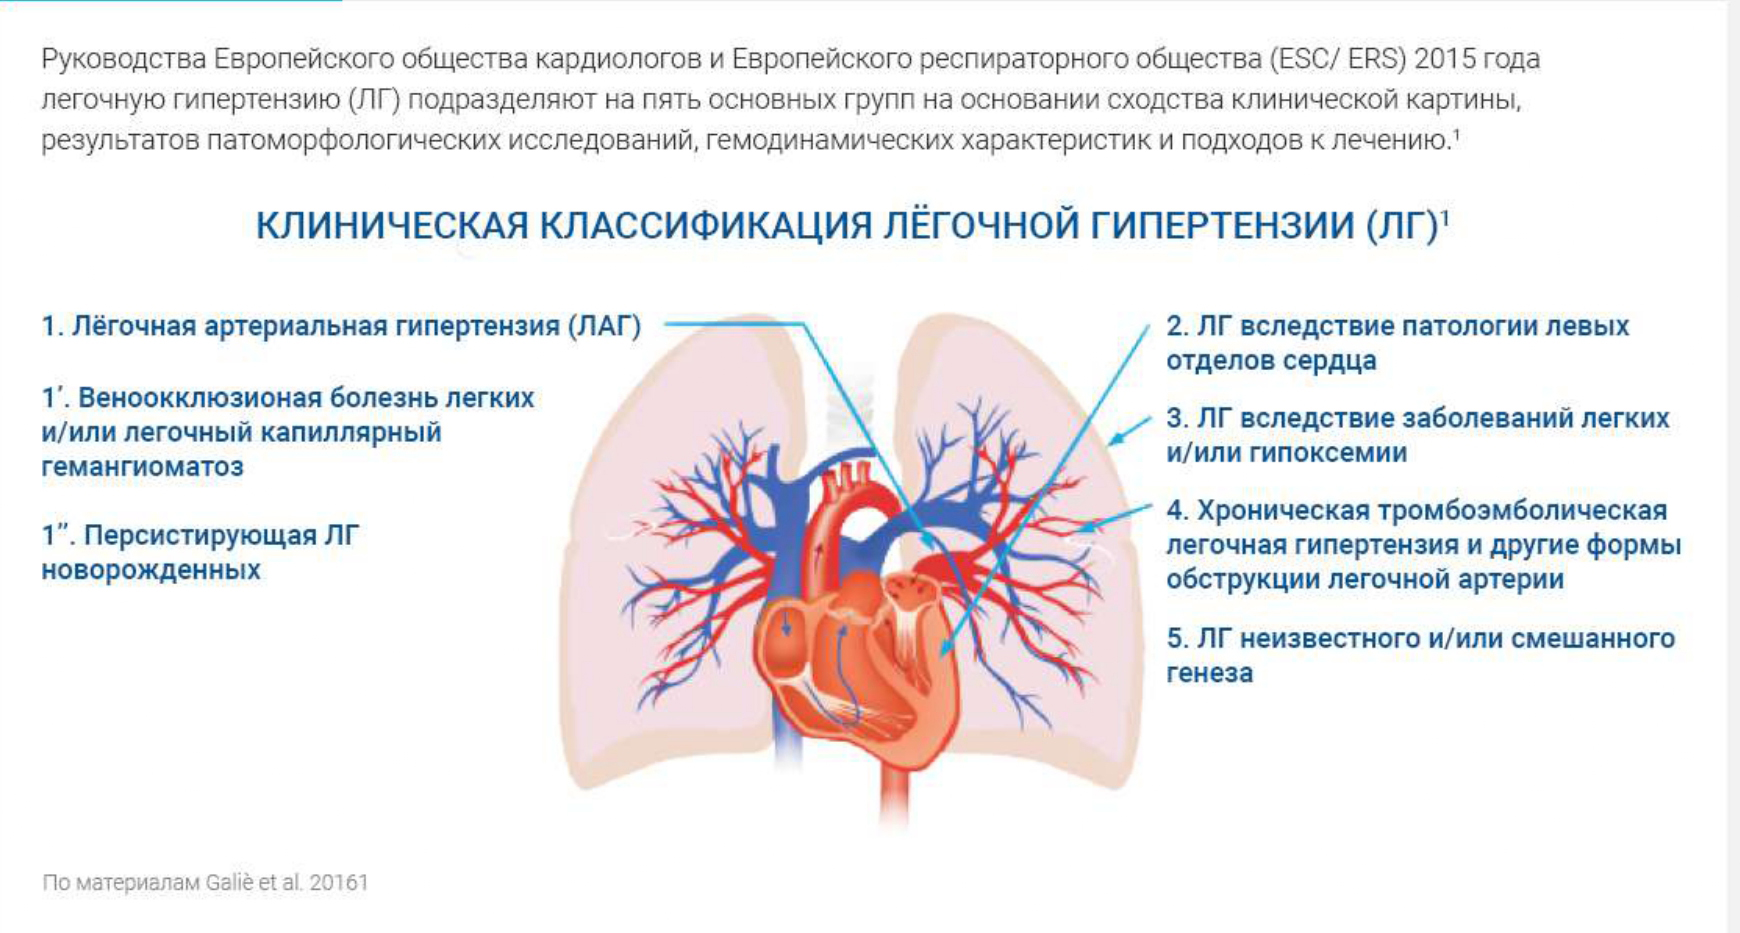 Руководства Европейского общества кардиологов и Европейского респираторного общества (ESC/ ERS) 2015 года
легочную гипертензию (ЛГ) подразделяют на пять основных групп на основании сходства клинической картины,
результатов патоморфологических исследований, гемодинамических характеристик и подходов к лечению.¹
КЛИНИЧЕСКАЯ КЛАССИФИКАЦИЯ ЛЁГОЧНОЙ ГИПЕРТЕНЗИИ (ЛГ)¹
1. Лёгочная артериальная гипертензия (ЛАГ)
1′. Веноокклюзионая болезнь легких
и/или легочный капиллярный
гемангиоматоз
1″. Персистирующая ЛГ
новорожденных
2. ЛГ вследствие патологии левых
отделов сердца
3. ЛГ вследствие заболеваний легких
и/или гипоксемии
4. Хроническая тромбоэмболическая
легочная гипертензия и другие формы
обструкции легочной артерии
5. ЛГ неизвестного и/или смешанного
генеза
По материалам Galiè et al. 20161